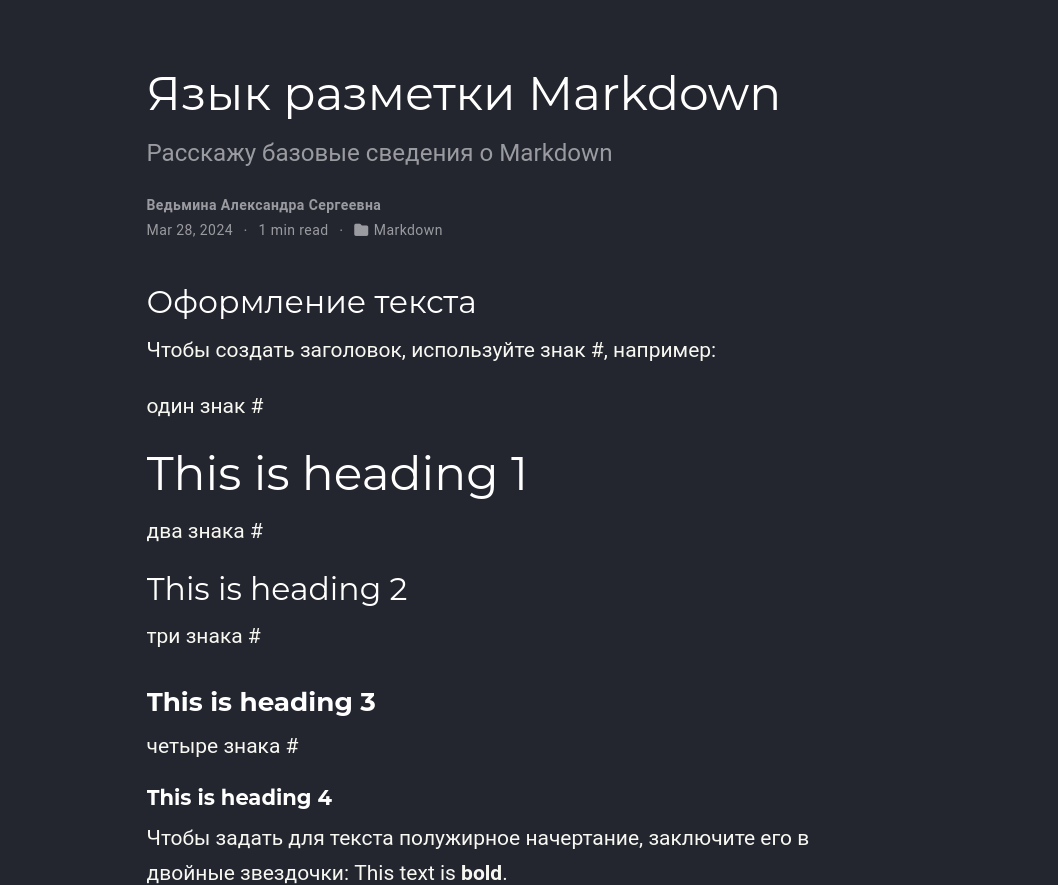 Язык разметки Markdown
Расскажу базовые сведения о Markdown
Ведьмина Александра Сергеевна
Mar 28, 2024 · 1 min read · Markdown
Оформление текста
Чтобы создать заголовок, используйте знак #, например:
один знак #
This is heading 1
два знака #
This is heading 2
три знака #
This is heading 3
четыре знака #
This is heading 4
Чтобы задать для текста полужирное начертание, заключите его в
двойные звездочки: This text is bold.